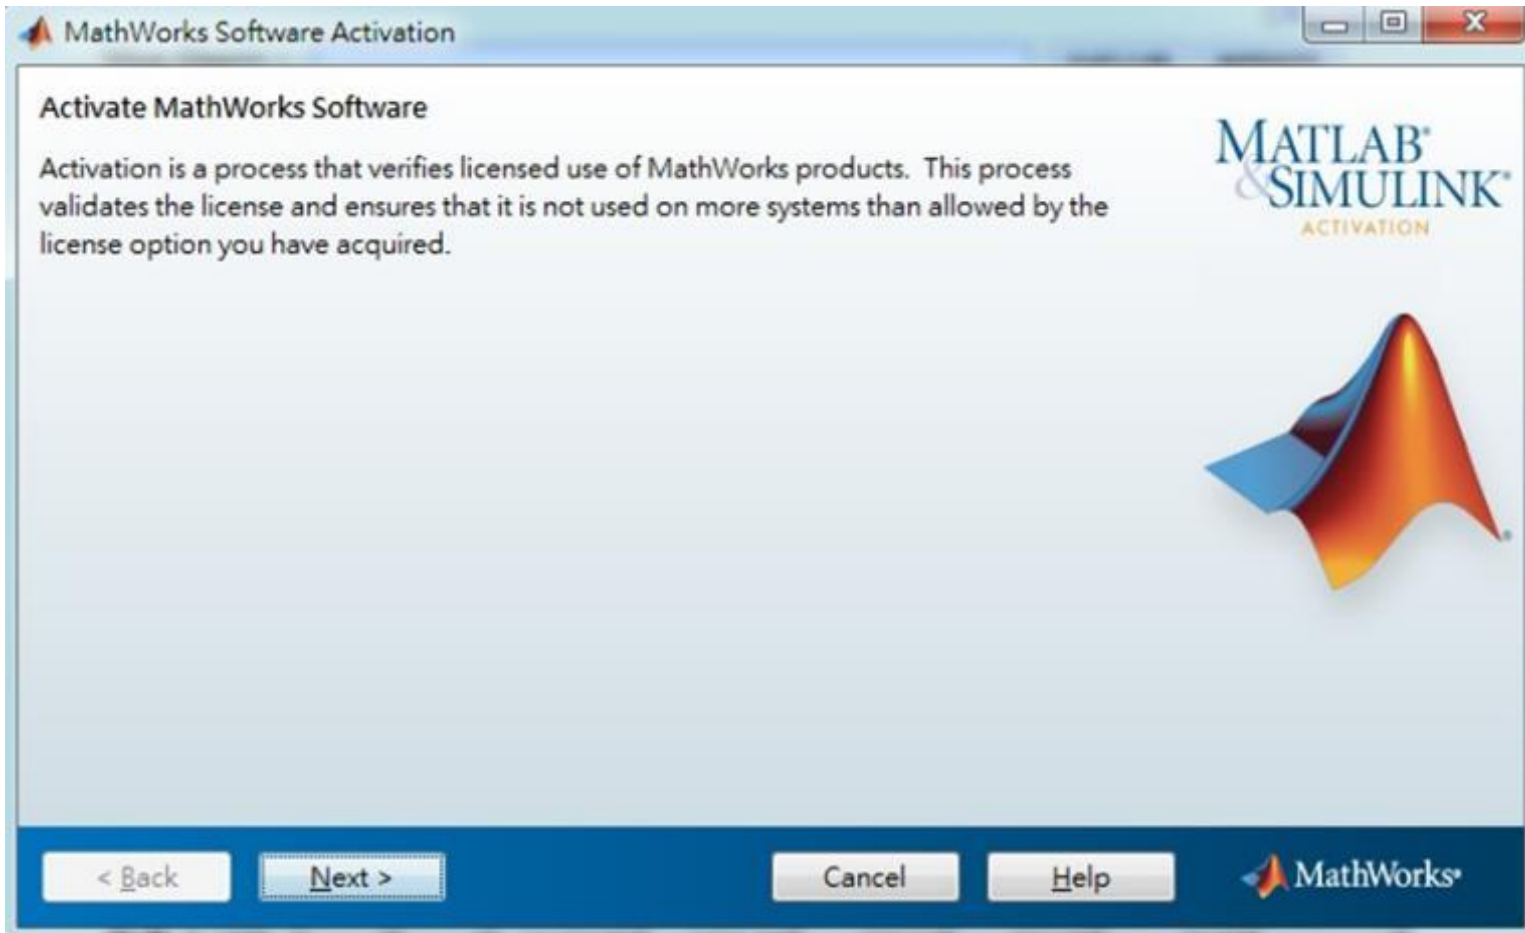 MathWorks Software Activation
Activate MathWorks Software
Activation is a process that verifies licensed use of MathWorks products.  This process
validates the license and ensures that it is not used on more systems than allowed by the
license option you have acquired.
MATLAB®
&SIMULINK®
ACTIVATION
< Back
Next >
Cancel
Help
MathWorks®